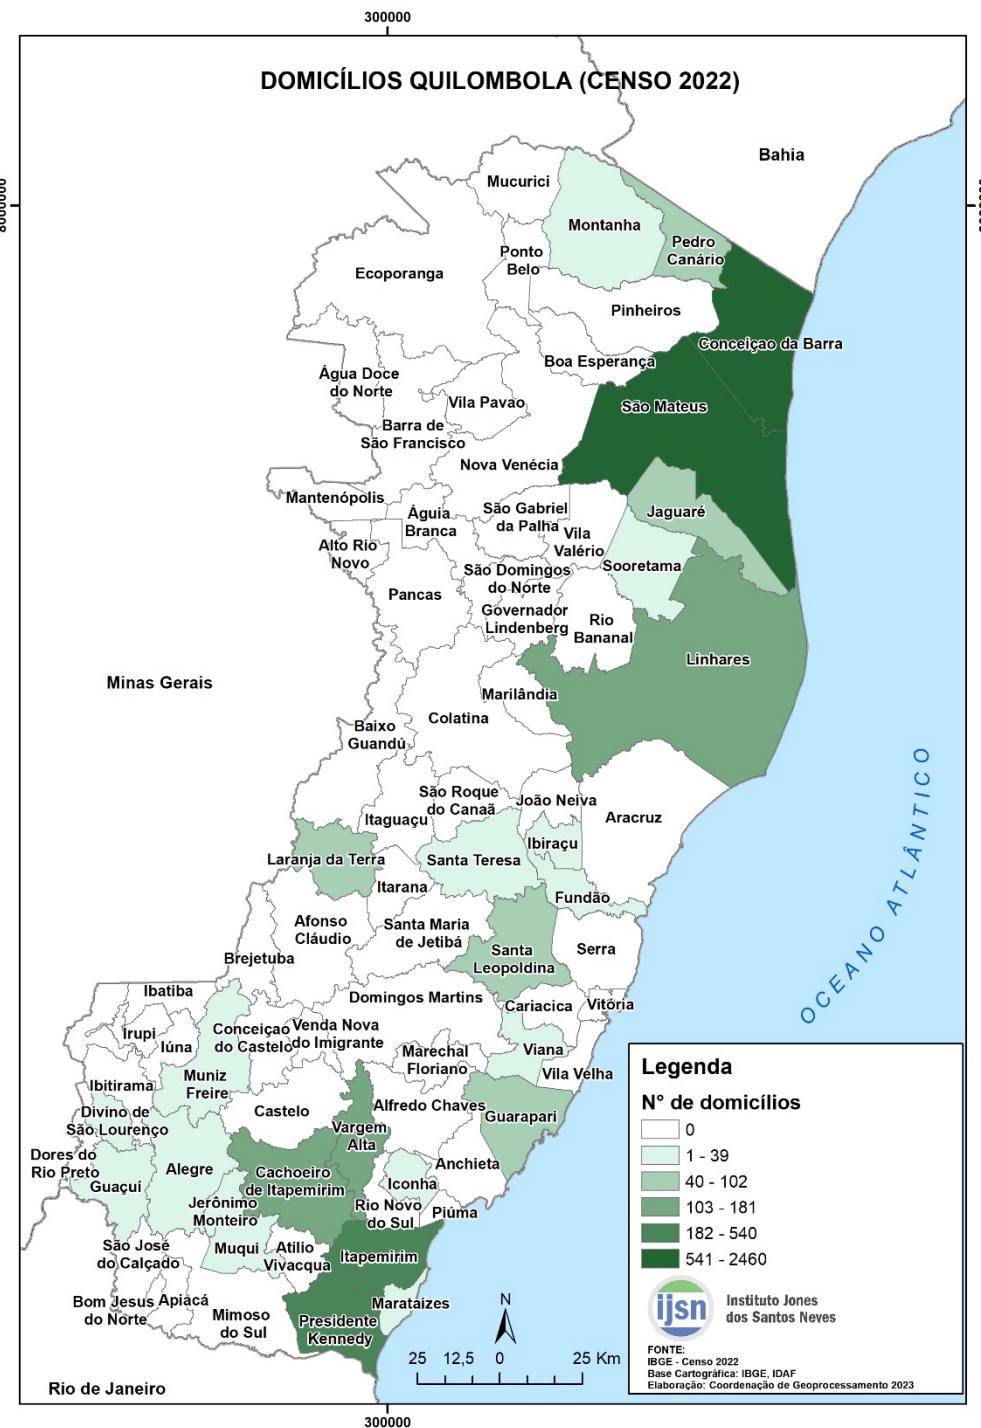 300000
DOMICÍLIOS QUILOMBOLA (CENSO 2022)
Bahia
8000000
Mucurici
Montanha
Pedro
Canário
Ponto
Belo
Ecoporanga
Pinheiros
Conceiçao da Barra
Boa Esperança
Água Doce
do Norte
Vila Pavao
São Mateus
Barra de
São Francisco
Nova Venécia
Mantenópolis
Águia
Branca
São Gabriel
da Palha
Jaguaré
Vila
Valério
Alto Rio
Novo
Sooretama
São Domingos
do Norte
Pancas
Governador
Lindenberg
Rio
Bananal
Linhares
Minas Gerais
Marilândia
Colatina
Baixo
Guandú
São Roque
do Canaã
João Neiva
Itaguaçu
Aracruz
Ibiraçu
Laranja da Terra
Santa Teresa
Itarana
Fundão
Afonso
Cláudio
Santa Maria
de Jetibá
Santa
Leopoldina
Serra
Brejetuba
OCEANO ATLÂNTICO
Ibatiba
Domingos Martins
Cariacica
Vitória
Irupi
Iúna
Conceiçao
do Castelo
Venda Nova
do Imigrante
Marechal
Floriano
Viana
Vila Velha
Ibitirama
Muniz
Freire
Divino de
São Lourenço
Castelo
Alfredo Chaves
Guarapari
Vargem
Alta
Dores do
Rio Preto
Guaçuí
Alegre
Cachoeiro
de Itapemirim
Anchieta
Iconha
Jerônimo
Monteiro
Rio Novo
do Sul
Piúma
São José
do Calçado
Muqui
Atilio
Vivacqua
Itapemirim
Bom Jesus
do Norte
Apiacá
Mimoso
do Sul
Presidente
Kennedy
Marataízes
Rio de Janeiro
N
25 12,5 0 25 Km
Legenda
N° de domicílios
0
1 - 39
40 - 102
103 - 181
182 - 540
541 - 2460
ijsn
Instituto Jones
dos Santos Neves
FONTE:
IBGE - Censo 2022
Base Cartográfica: IBGE, IDAF
Elaboração: Coordenação de Geoprocessamento 2023
300000